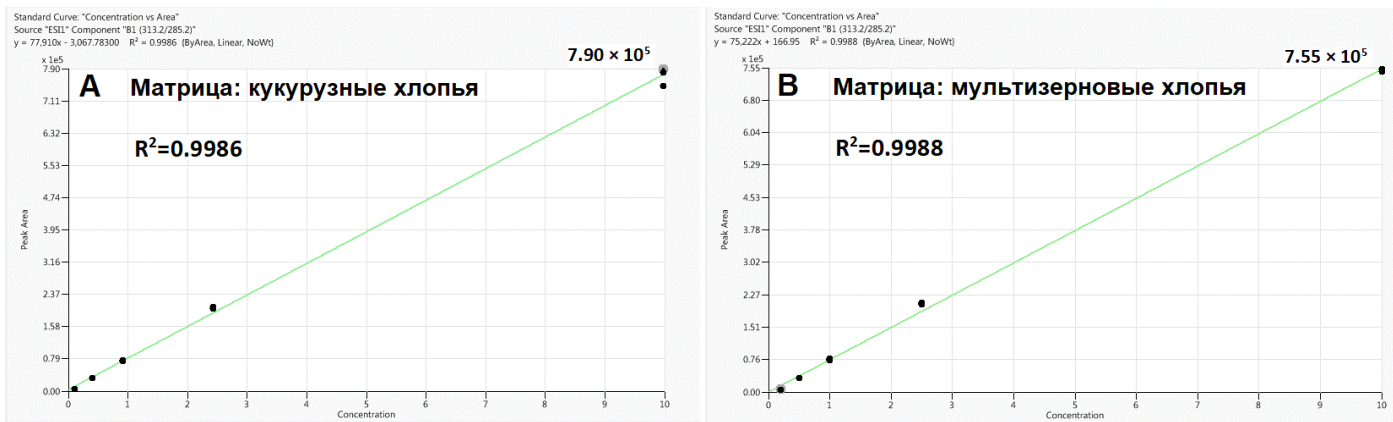 Standard Curve: "Concentration vs Area"
Source "ESI1" Component "B1 (313.2/285.2)"
y = 77,910x - 3,067.78300 R² = 0.9986 (ByArea, Linear, NoWt)
x 1e5
7.90 × 10⁵
A Матрица: кукурузные хлопья
R²=0.9986
7.90
7.11
6.32
5.53
4.74
3.95
3.16
2.37
1.58
0.79
0.00
Peak Area
0 1 2 3 4 5 6 7 8 9 10
Concentration
Standard Curve: "Concentration vs Area"
Source "ESI1" Component "B1 (313.2/285.2)"
y = 75,222x + 166.95 R² = 0.9988 (ByArea, Linear, NoWt)
x 1e5
7.55 × 10⁵
B Матрица: мультизерновые хлопья
R²=0.9988
7.55
6.80
6.04
5.29
4.53
3.78
3.02
2.27
1.51
0.76
0.00
Peak Area
0 1 2 3 4 5 6 7 8 9 10
Concentration